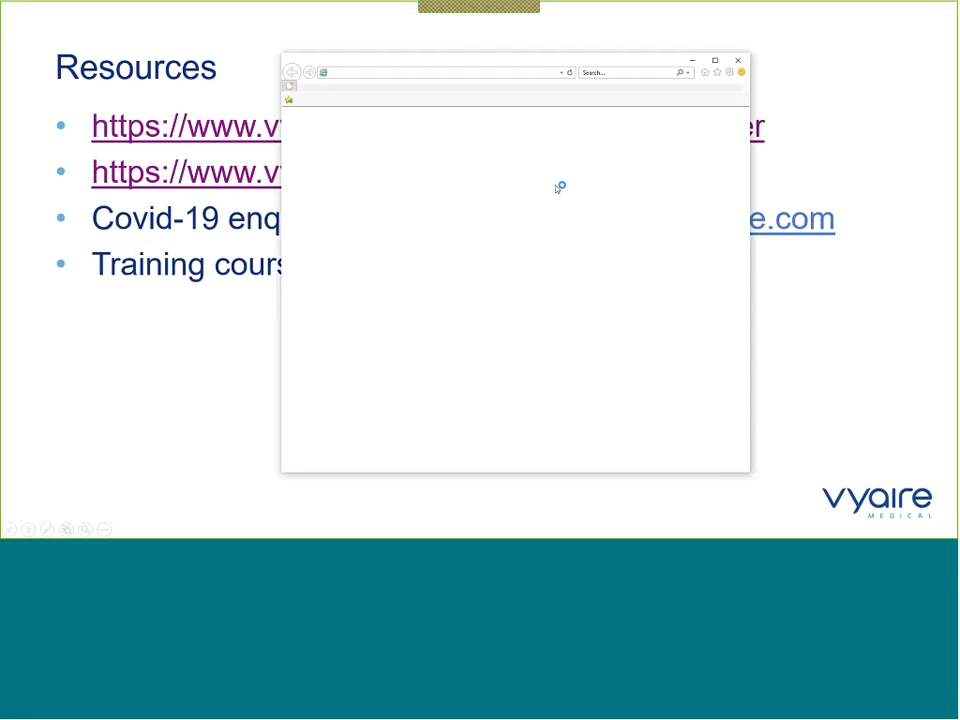 Resources
Search...
• https://www.v er
• https://www.v
• Covid-19 enq e.com
• Training cours
vyaire
MEDICAL